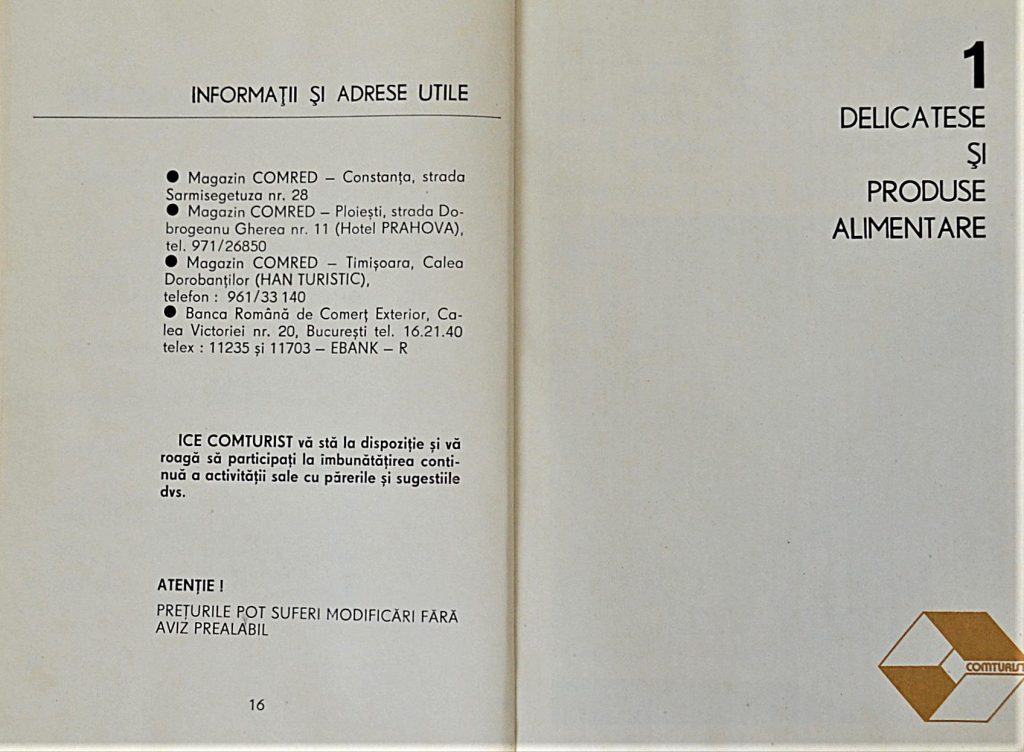 INFORMAŢII ŞI ADRESE UTILE
● Magazin COMRED – Constanţa, strada
Sarmisegetuza nr. 28
● Magazin COMRED – Ploieşti, strada Do-
brogeanu Gherea nr. 11 (Hotel PRAHOVA),
tel. 971/26850
● Magazin COMRED – Timişoara, Calea
Dorobanţilor (HAN TURISTIC),
telefon : 961/33 140
● Banca Română de Comerţ Exterior, Ca-
lea Victoriei nr. 20, Bucureşti tel. 16.21.40
telex : 11235 şi 11703 – EBANK – R
ICE COMTURIST vă stă la dispoziţie şi vă
roagă să participaţi la îmbunătăţirea conti-
nuă a activităţii sale cu părerile şi sugestiile
dvs.
ATENŢIE !
PREŢURILE POT SUFERI MODIFICĂRI FĂRĂ
AVIZ PREALABIL
16
1
DELICATESE
ŞI
PRODUSE
ALIMENTARE
COMTURIST